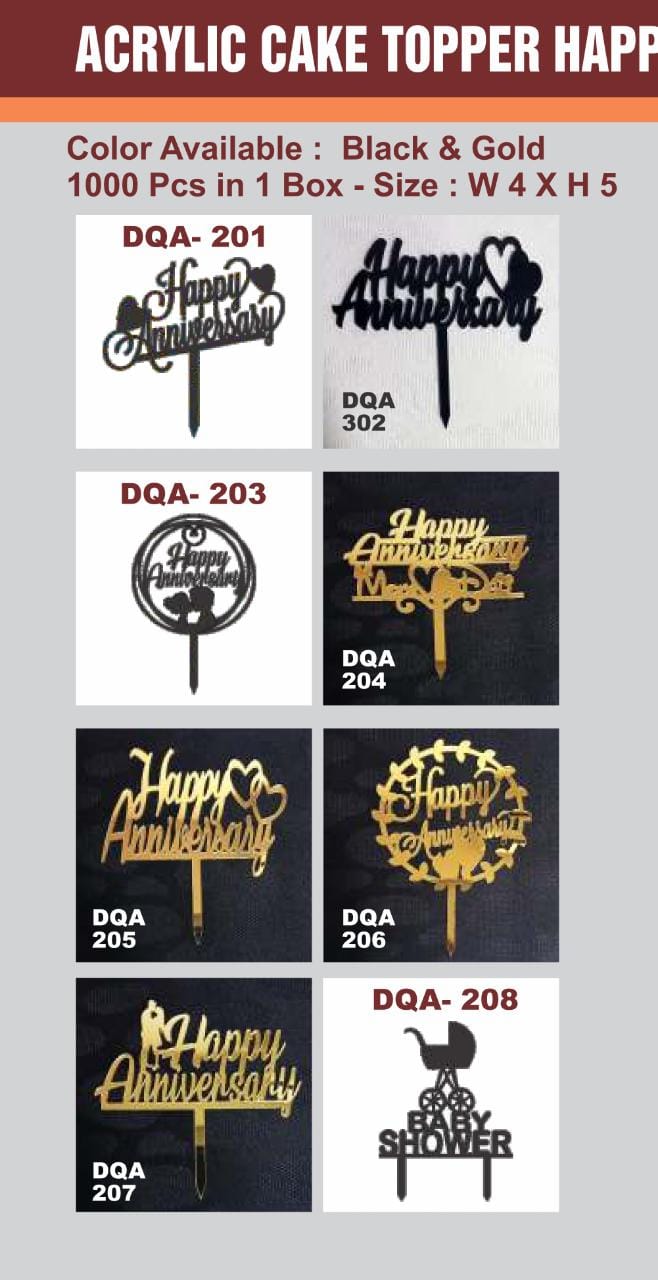 ACRYLIC CAKE TOPPER HAPP
Color Available : Black & Gold
1000 Pcs in 1 Box - Size : W 4 X H 5
DQA- 201
Happy
Anniversary
Happy
Anniversary
DQA
302
DQA- 203
Happy
Anniversary
Happy
Anniversary
Mom Dad
DQA
204
Happy
Anniversary
DQA
205
Happy
Anniversary
DQA
206
Happy
Anniversary
DQA
207
DQA- 208
BABY
SHOWER